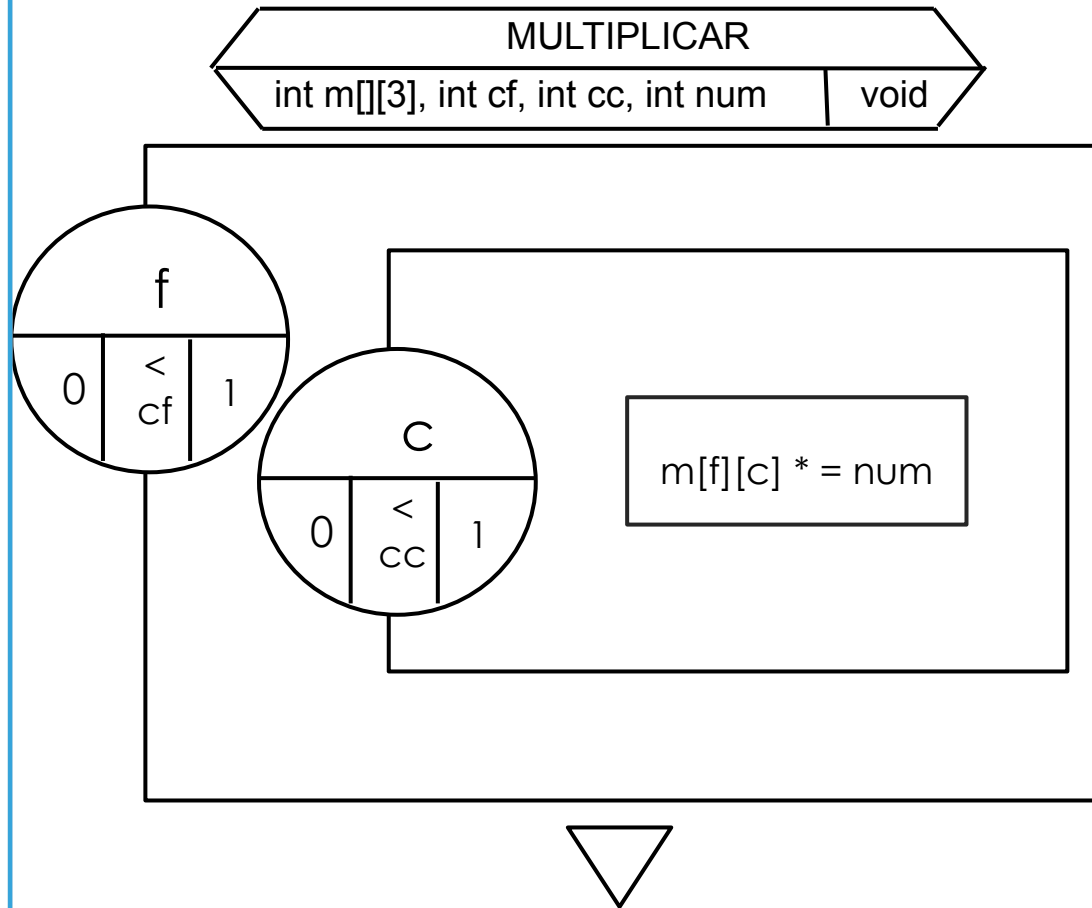 MULTIPLICAR
int m[][3], int cf, int cc, int num void
f
0 < cf 1
c
0 < cc 1
m[f][c] * = num